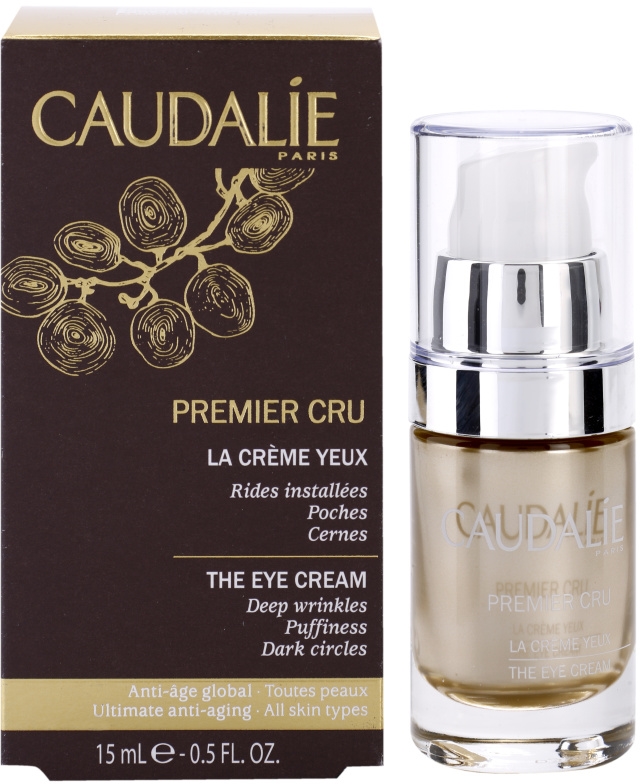 CAUDALÍE
PARIS
PREMIER CRU
LA CRÈME YEUX
Rides installées
Poches
Cernes
THE EYE CREAM
Deep wrinkles
Puffiness
Dark circles
Anti-âge global · Toutes peaux
Ultimate anti-aging · All skin types
15 mL ℮ - 0.5 FL. OZ.
CAUDALÍE
PARIS
PREMIER CRU
LA CRÈME YEUX
THE EYE CREAM